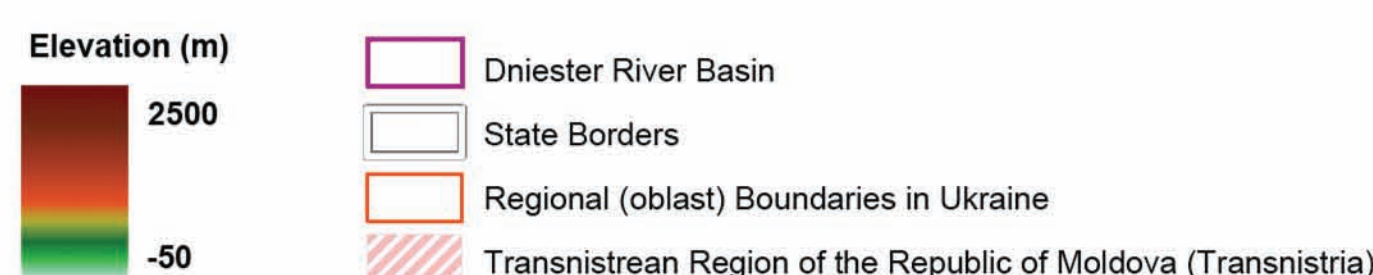 Elevation (m)
2500
-50
Dniester River Basin
State Borders
Regional (oblast) Boundaries in Ukraine
Transnistrean Region of the Republic of Moldova (Transnistria)